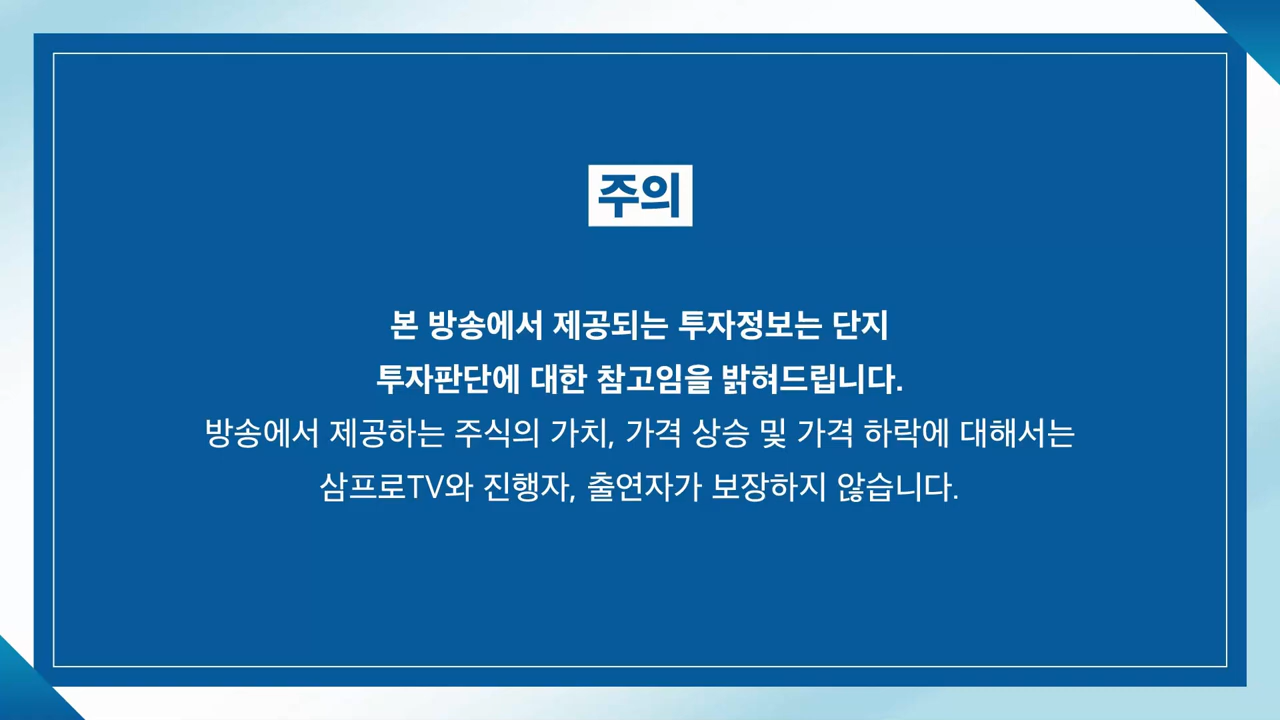 주의
본 방송에서 제공되는 투자정보는 단지
투자판단에 대한 참고임을 밝혀드립니다.
방송에서 제공하는 주식의 가치, 가격 상승 및 가격 하락에 대해서는
삼프로TV와 진행자, 출연자가 보장하지 않습니다.